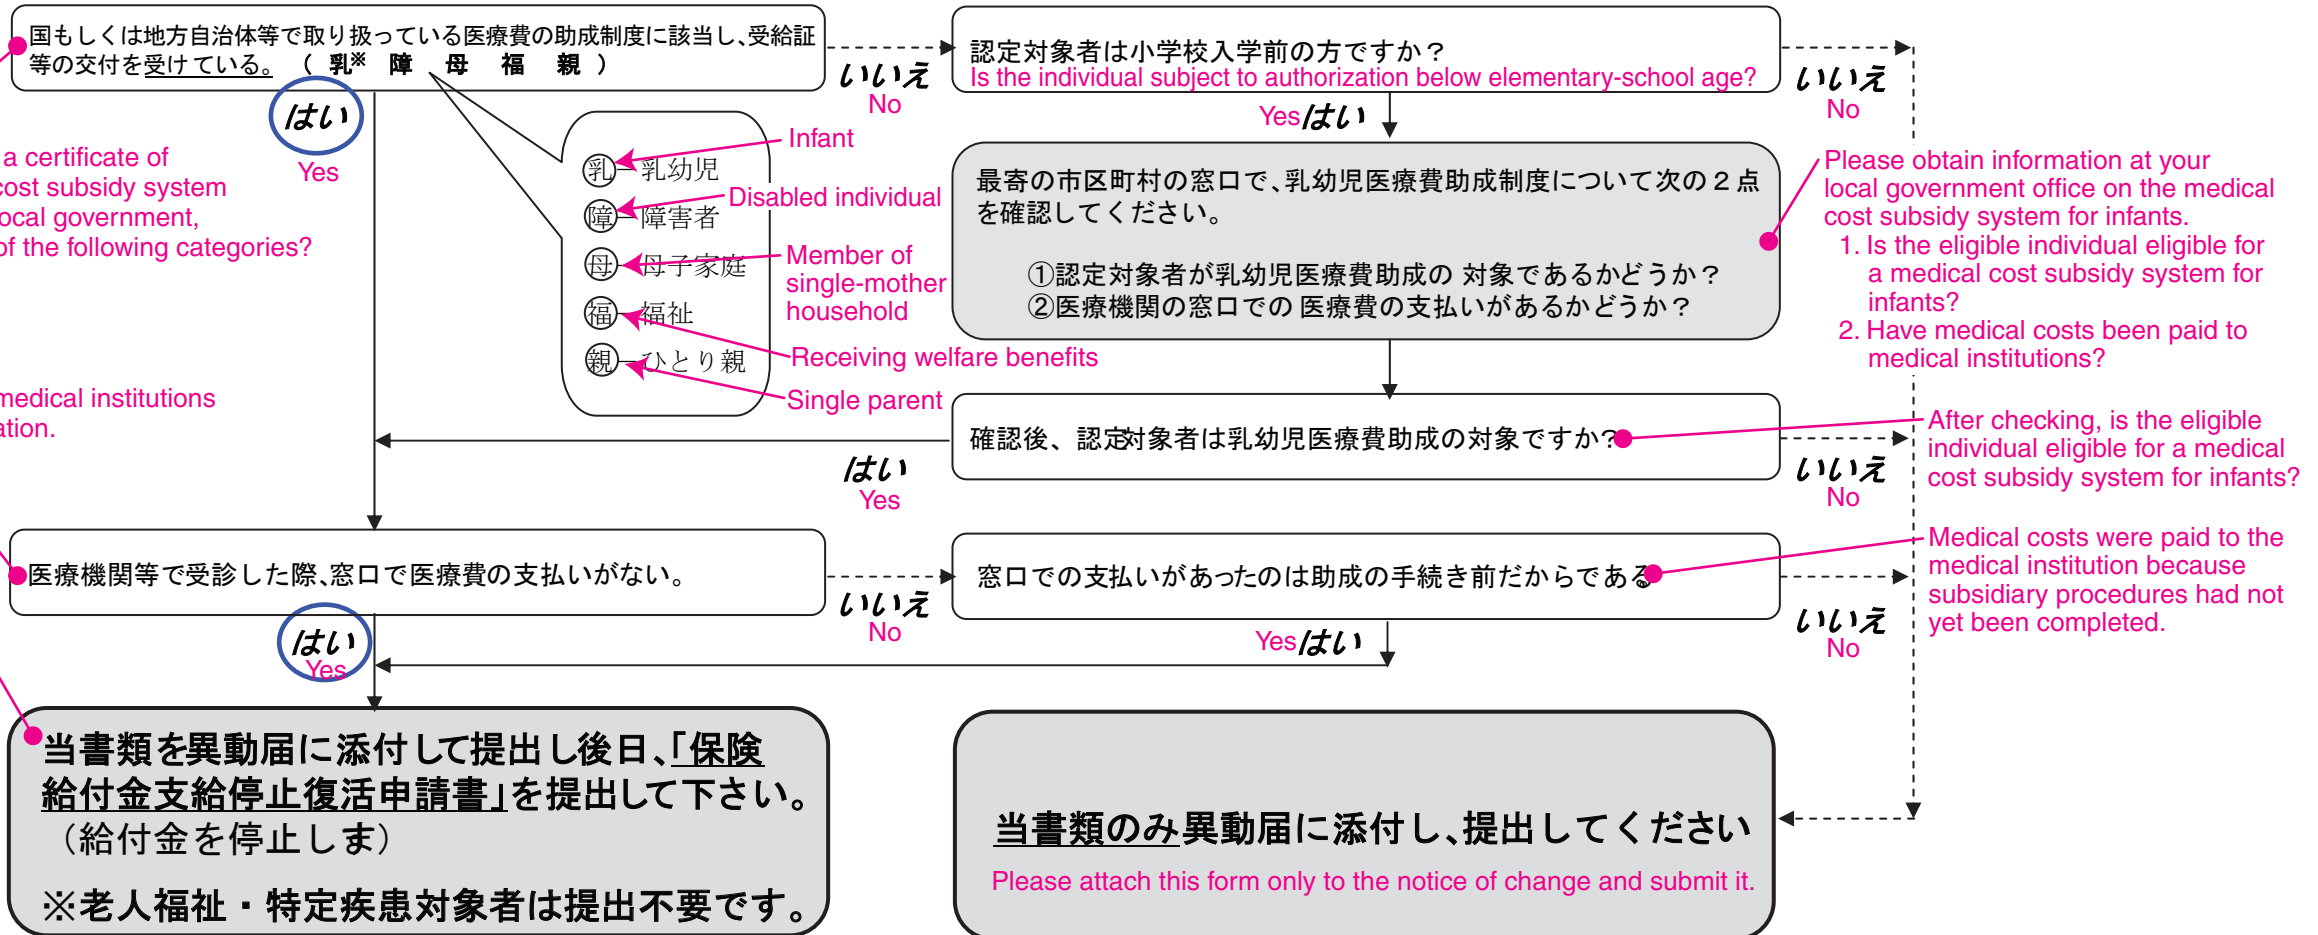 国もしくは地方自治体等で取り扱っている医療費の助成制度に該当し、受給証
等の交付を受けている。 （ 乳※ 障 母 福 親 ）
いいえ
No
認定対象者は小学校入学前の方ですか？
Is the individual subject to authorization below elementary-school age?
いいえ
No
はい
Yes
Yesはい
a certificate of
cost subsidy system
local government,
of the following categories?
乳－乳幼児
障－障害者
母－母子家庭
福－福祉
親－ひとり親
Infant
Disabled individual
Member of
single-mother
household
Receiving welfare benefits
Single parent
最寄の市区町村の窓口で、乳幼児医療費助成制度について次の２点
を確認してください。
①認定対象者が乳幼児医療費助成の 対象であるかどうか？
②医療機関の窓口での 医療費の支払いがあるかどうか？
Please obtain information at your
local government office on the medical
cost subsidy system for infants.
1. Is the eligible individual eligible for
a medical cost subsidy system for
infants?
2. Have medical costs been paid to
medical institutions?
medical institutions
ation.
確認後、認定対象者は乳幼児医療費助成の対象ですか？
はい
Yes
いいえ
No
After checking, is the eligible
individual eligible for a medical
cost subsidy system for infants?
医療機関等で受診した際、窓口で医療費の支払いがない。
いいえ
No
窓口での支払いがあったのは助成の手続き前だからである。
いいえ
No
Medical costs were paid to the
medical institution because
subsidiary procedures had not
yet been completed.
はい
Yes
Yesはい
当書類を異動届に添付して提出し後日、「保険
給付金支給停止復活申請書」を提出して下さい。
（給付金を停止しま）
※老人福祉・特定疾患対象者は提出不要です。
当書類のみ異動届に添付し、提出してください
Please attach this form only to the notice of change and submit it.